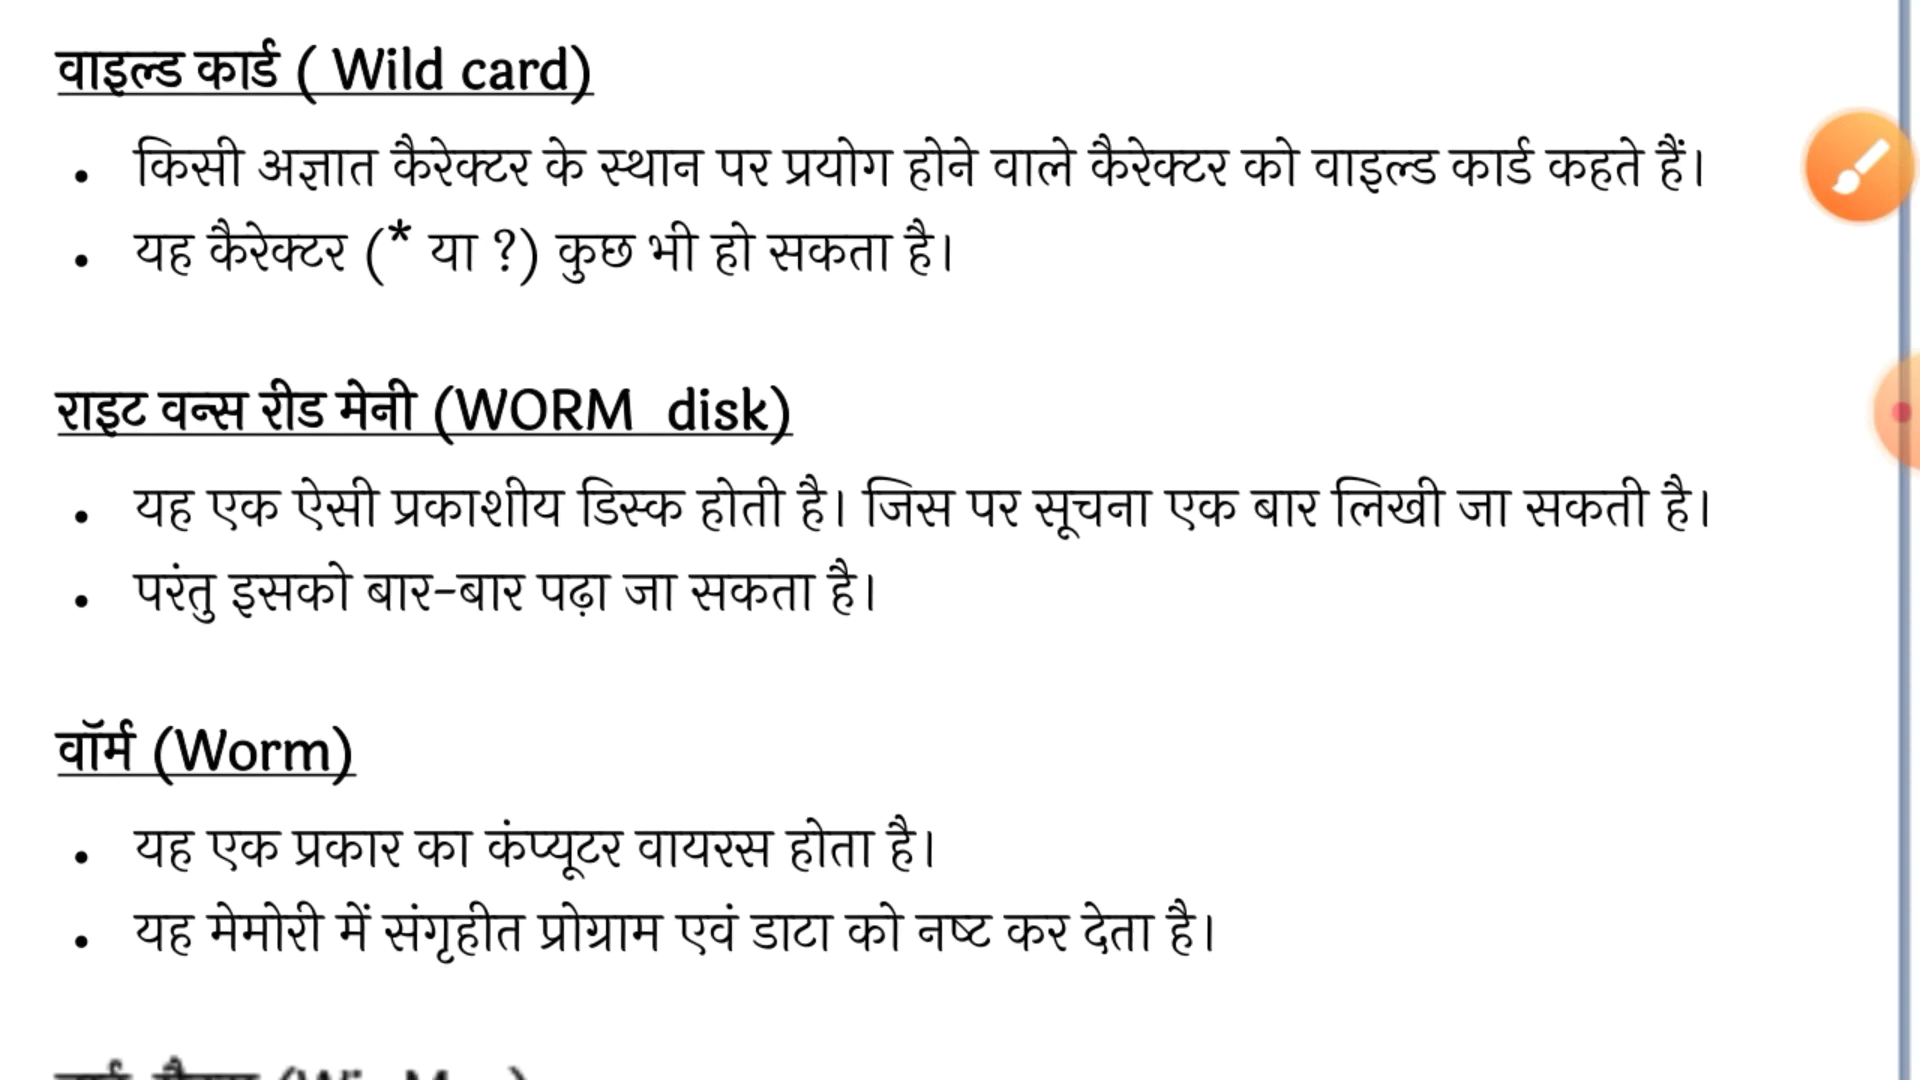 वाइल्ड कार्ड ( Wild card)
• किसी अज्ञात कैरेक्टर के स्थान पर प्रयोग होने वाले कैरेक्टर को वाइल्ड कार्ड कहते हैं।
• यह कैरेक्टर (* या ?) कुछ भी हो सकता है।
राइट वन्स रीड मेनी (WORM disk)
• यह एक ऐसी प्रकाशीय डिस्क होती है। जिस पर सूचना एक बार लिखी जा सकती है।
• परंतु इसको बार-बार पढ़ा जा सकता है।
वॉर्म (Worm)
• यह एक प्रकार का कंप्यूटर वायरस होता है।
• यह मेमोरी में संगृहीत प्रोग्राम एवं डाटा को नष्ट कर देता है।